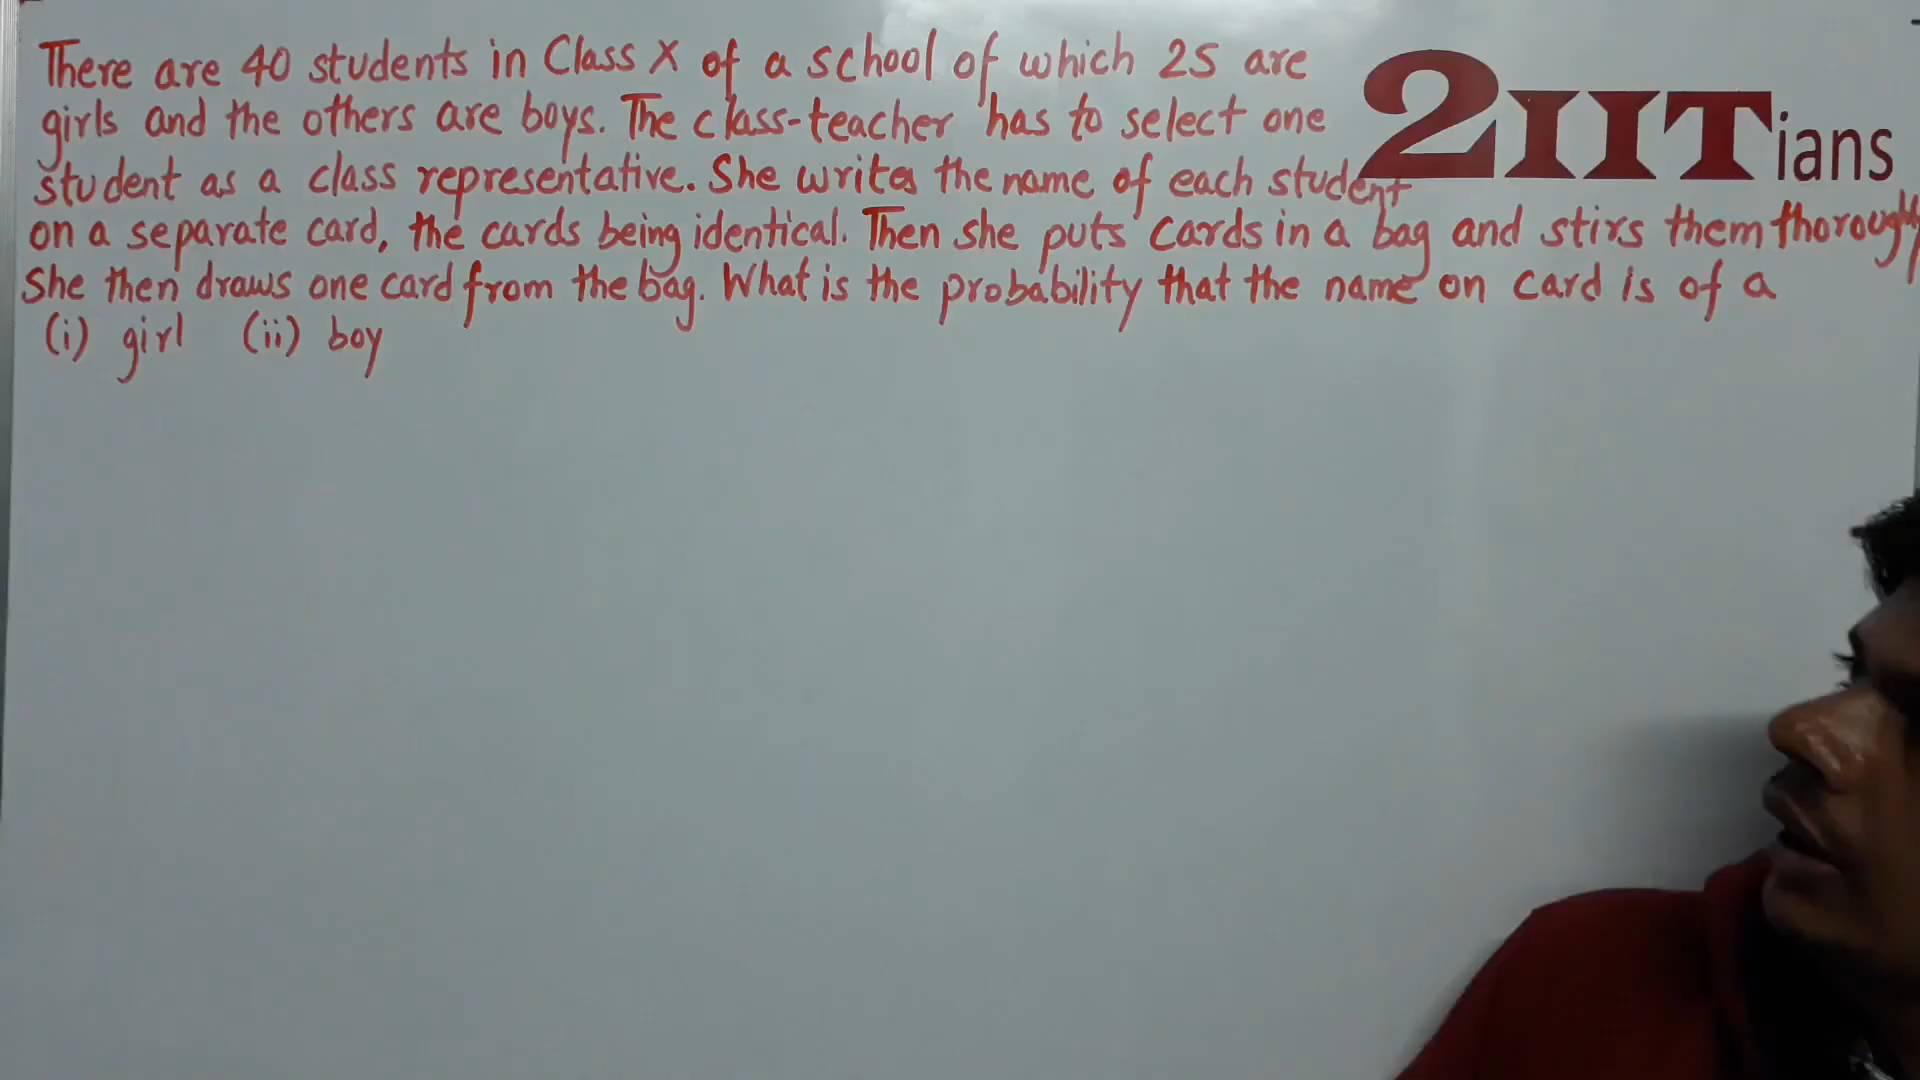 There are 40 students in Class X of a school of which 25 are
girls and the others are boys. The class-teacher has to select one
student as a class representative. She writes the name of each student
on a separate card, the cards being identical. Then she puts cards in a bag and stirs them thoroughly
She then draws one card from the bag. What is the probability that the name on card is of a
(i) girl (ii) boy
2IITians